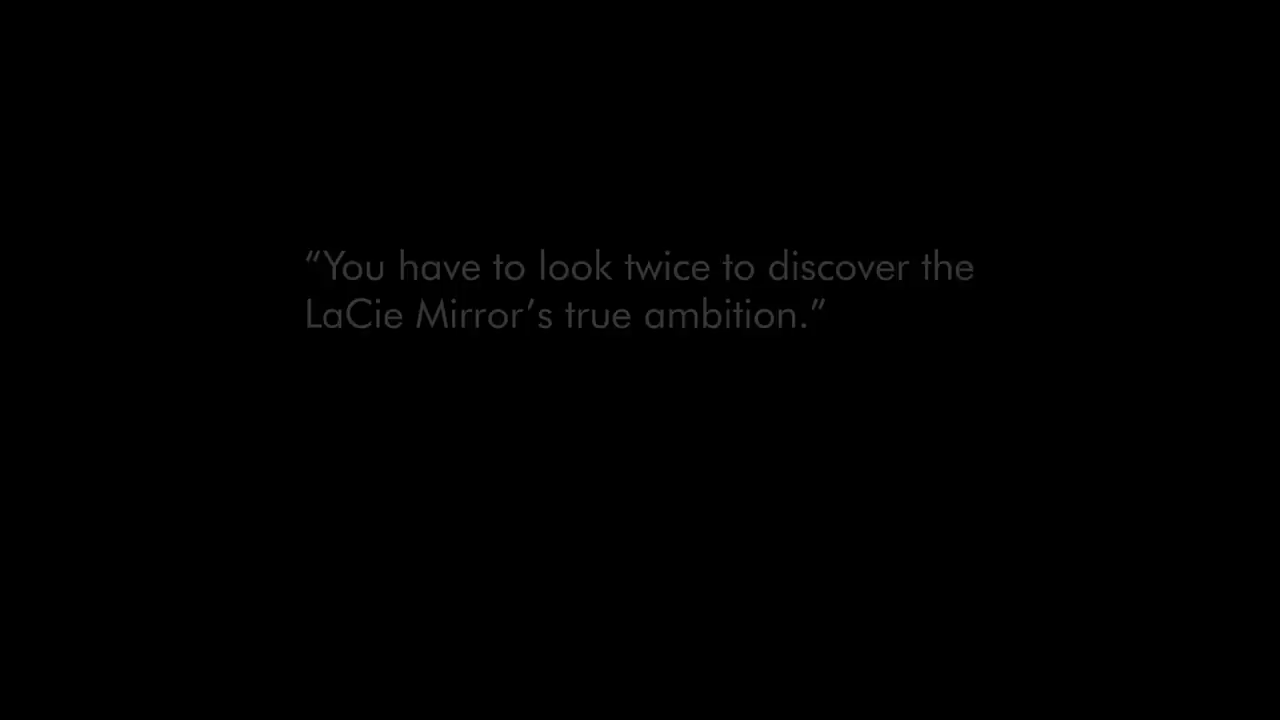 “You have to look twice to discover the
LaCie Mirror’s true ambition.”